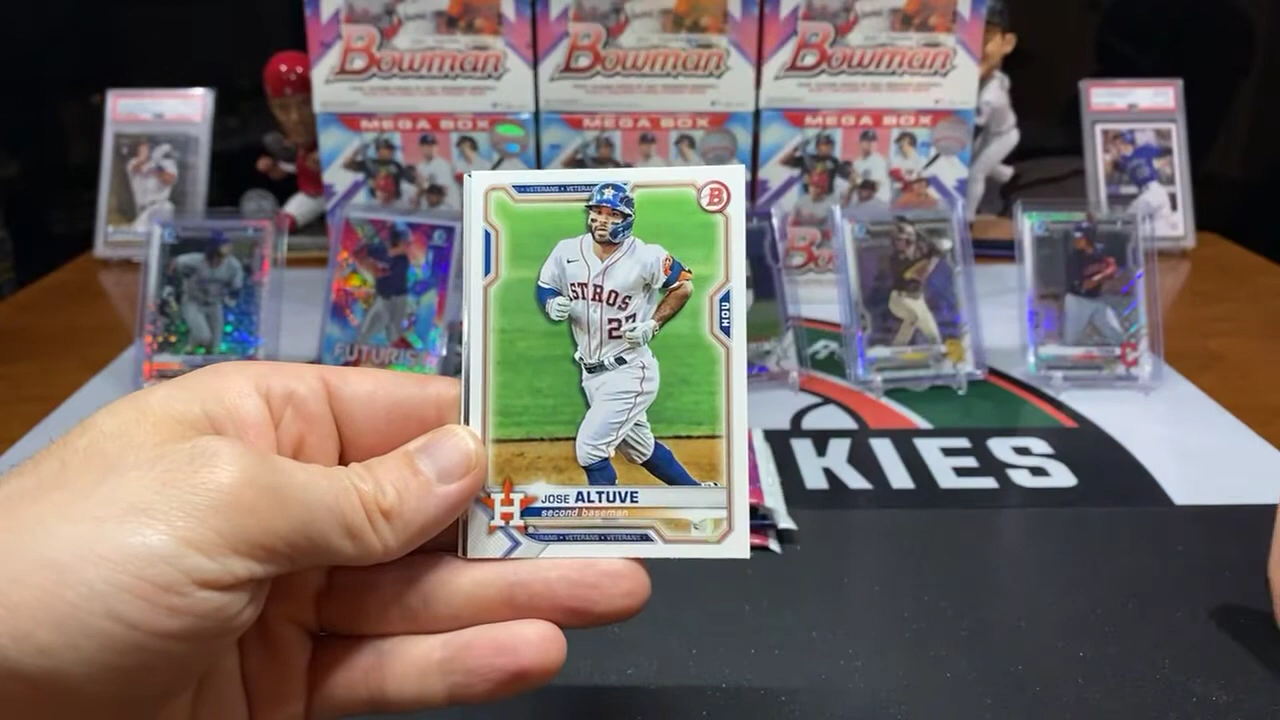 Bowman
Bowman
Bowman
MEGA BOX
MEGA BOX
MEGA BOX
VETERANS • VETERANS
B
HOU
ASTROS
27
H
JOSE ALTUVE
second baseman
VETERANS • VETERANS • VETERANS
FUTURIS
KIES